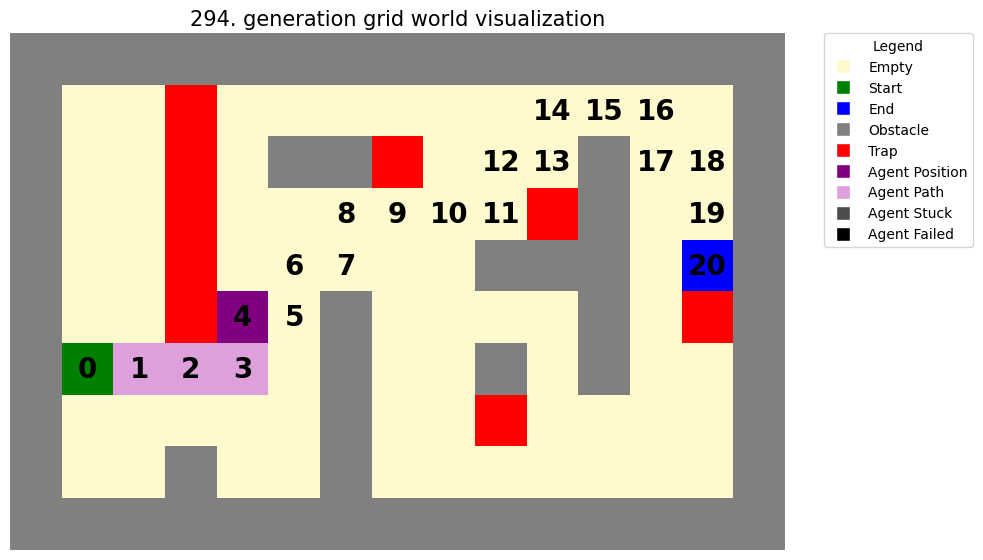 294. generation grid world visualization
Legend
Empty
Start
End
Obstacle
Trap
Agent Position
Agent Path
Agent Stuck
Agent Failed
14 15 16
12 13 17 18
8 9 10 11 19
6 7 20
4 5
0 1 2 3